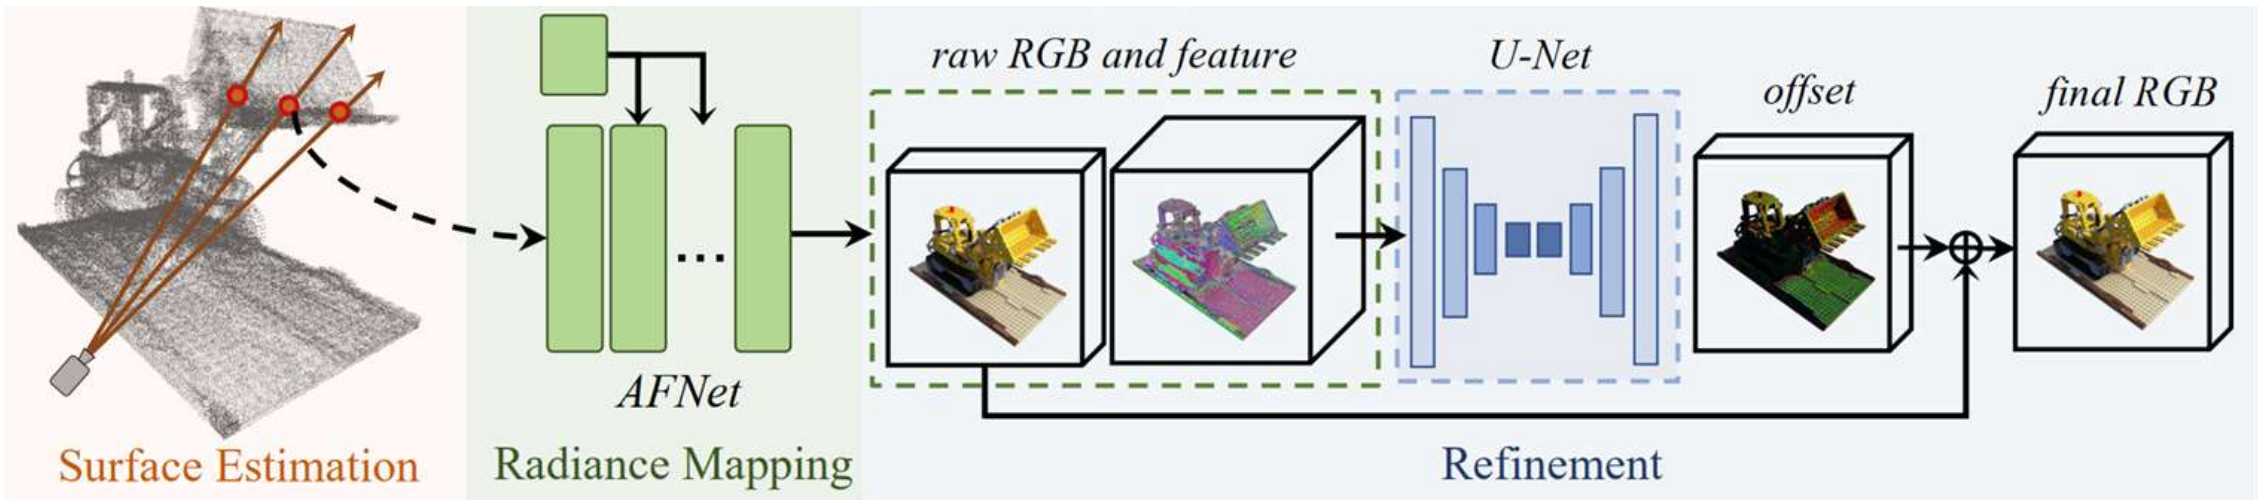 raw RGB and feature
U-Net
offset
final RGB
...
AFNet
Surface Estimation
Radiance Mapping
Refinement